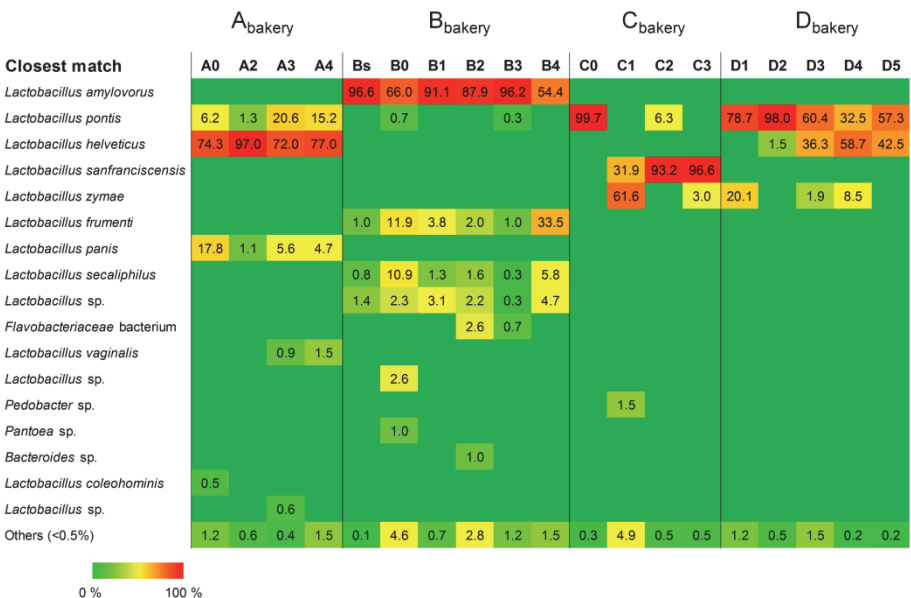 A bakery B bakery C bakery D bakery
Closest match A0 A2 A3 A4 Bs B0 B1 B2 B3 B4 C0 C1 C2 C3 D1 D2 D3 D4 D5
Lactobacillus amylovorus 96.6 66.0 91.1 87.9 96.2 54.4
Lactobacillus pontis 6.2 1.3 20.6 15.2 0.7 0.3 99.7 6.3 78.7 98.0 60.4 32.5 57.3
Lactobacillus helveticus 74.3 97.0 72.0 77.0 1.5 36.3 58.7 42.5
Lactobacillus sanfranciscensis 31.9 93.2 96.6
Lactobacillus zymae 61.6 3.0 20.1 1.9 8.5
Lactobacillus frumenti 1.0 11.9 3.8 2.0 1.0 33.5
Lactobacillus panis 17.8 1.1 5.6 4.7
Lactobacillus secaliphilus 0.8 10.9 1.3 1.6 0.3 5.8
Lactobacillus sp. 1.4 2.3 3.1 2.2 0.3 4.7
Flavobacteriaceae bacterium 2.6 0.7
Lactobacillus vaginalis 0.9 1.5
Lactobacillus sp. 2.6
Pedobacter sp. 1.5
Pantoea sp. 1.0
Bacteroides sp. 1.0
Lactobacillus coleohominis 0.5
Lactobacillus sp. 0.6
Others (<0.5%) 1.2 0.6 0.4 1.5 0.1 4.6 0.7 2.8 1.2 1.5 0.3 4.9 0.5 0.5 1.2 0.5 1.5 0.2 0.2
0 % 100 %